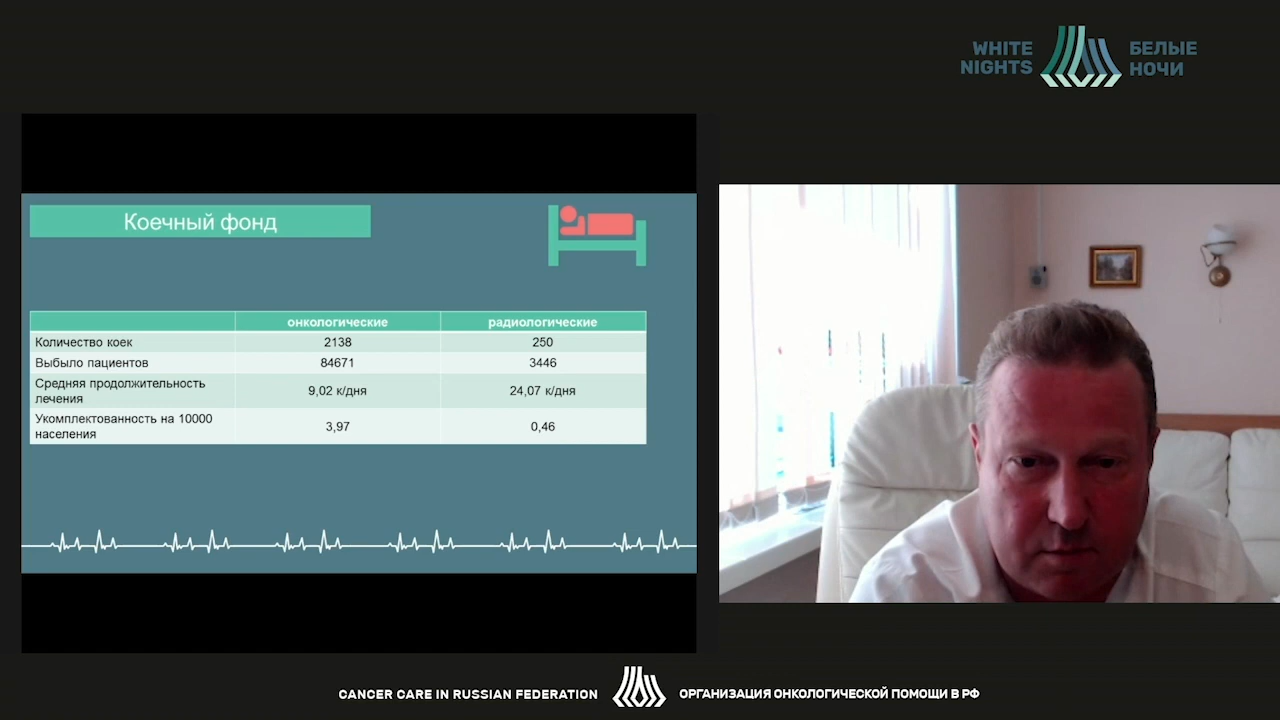 WHITE
NIGHTS
БЕЛЫЕ
НОЧИ
Коечный фонд
онкологические радиологические
Количество коек 2138 250
Выбыло пациентов 84671 3446
Средняя продолжительность
лечения 9,02 к/дня 24,07 к/дня
Укомплектованность на 10000
населения 3,97 0,46
CANCER CARE IN RUSSIAN FEDERATION
ОРГАНИЗАЦИЯ ОНКОЛОГИЧЕСКОЙ ПОМОЩИ В РФ